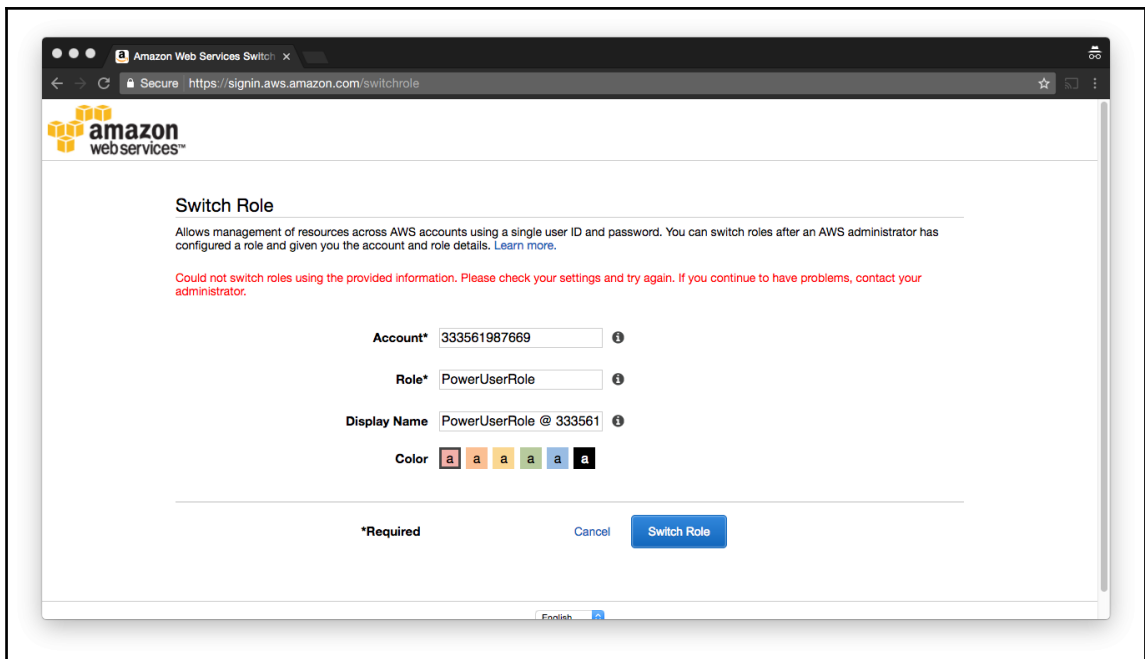 Amazon Web Services Switch
Secure https://signin.aws.amazon.com/switchrole
amazon
web services™
Switch Role
Allows management of resources across AWS accounts using a single user ID and password. You can switch roles after an AWS administrator has
configured a role and given you the account and role details. Learn more.
Could not switch roles using the provided information. Please check your settings and try again. If you continue to have problems, contact your
administrator.
Account* 333561987669
Role* PowerUserRole
Display Name PowerUserRole @ 333561
Color a a a a a a
*Required Cancel Switch Role
English